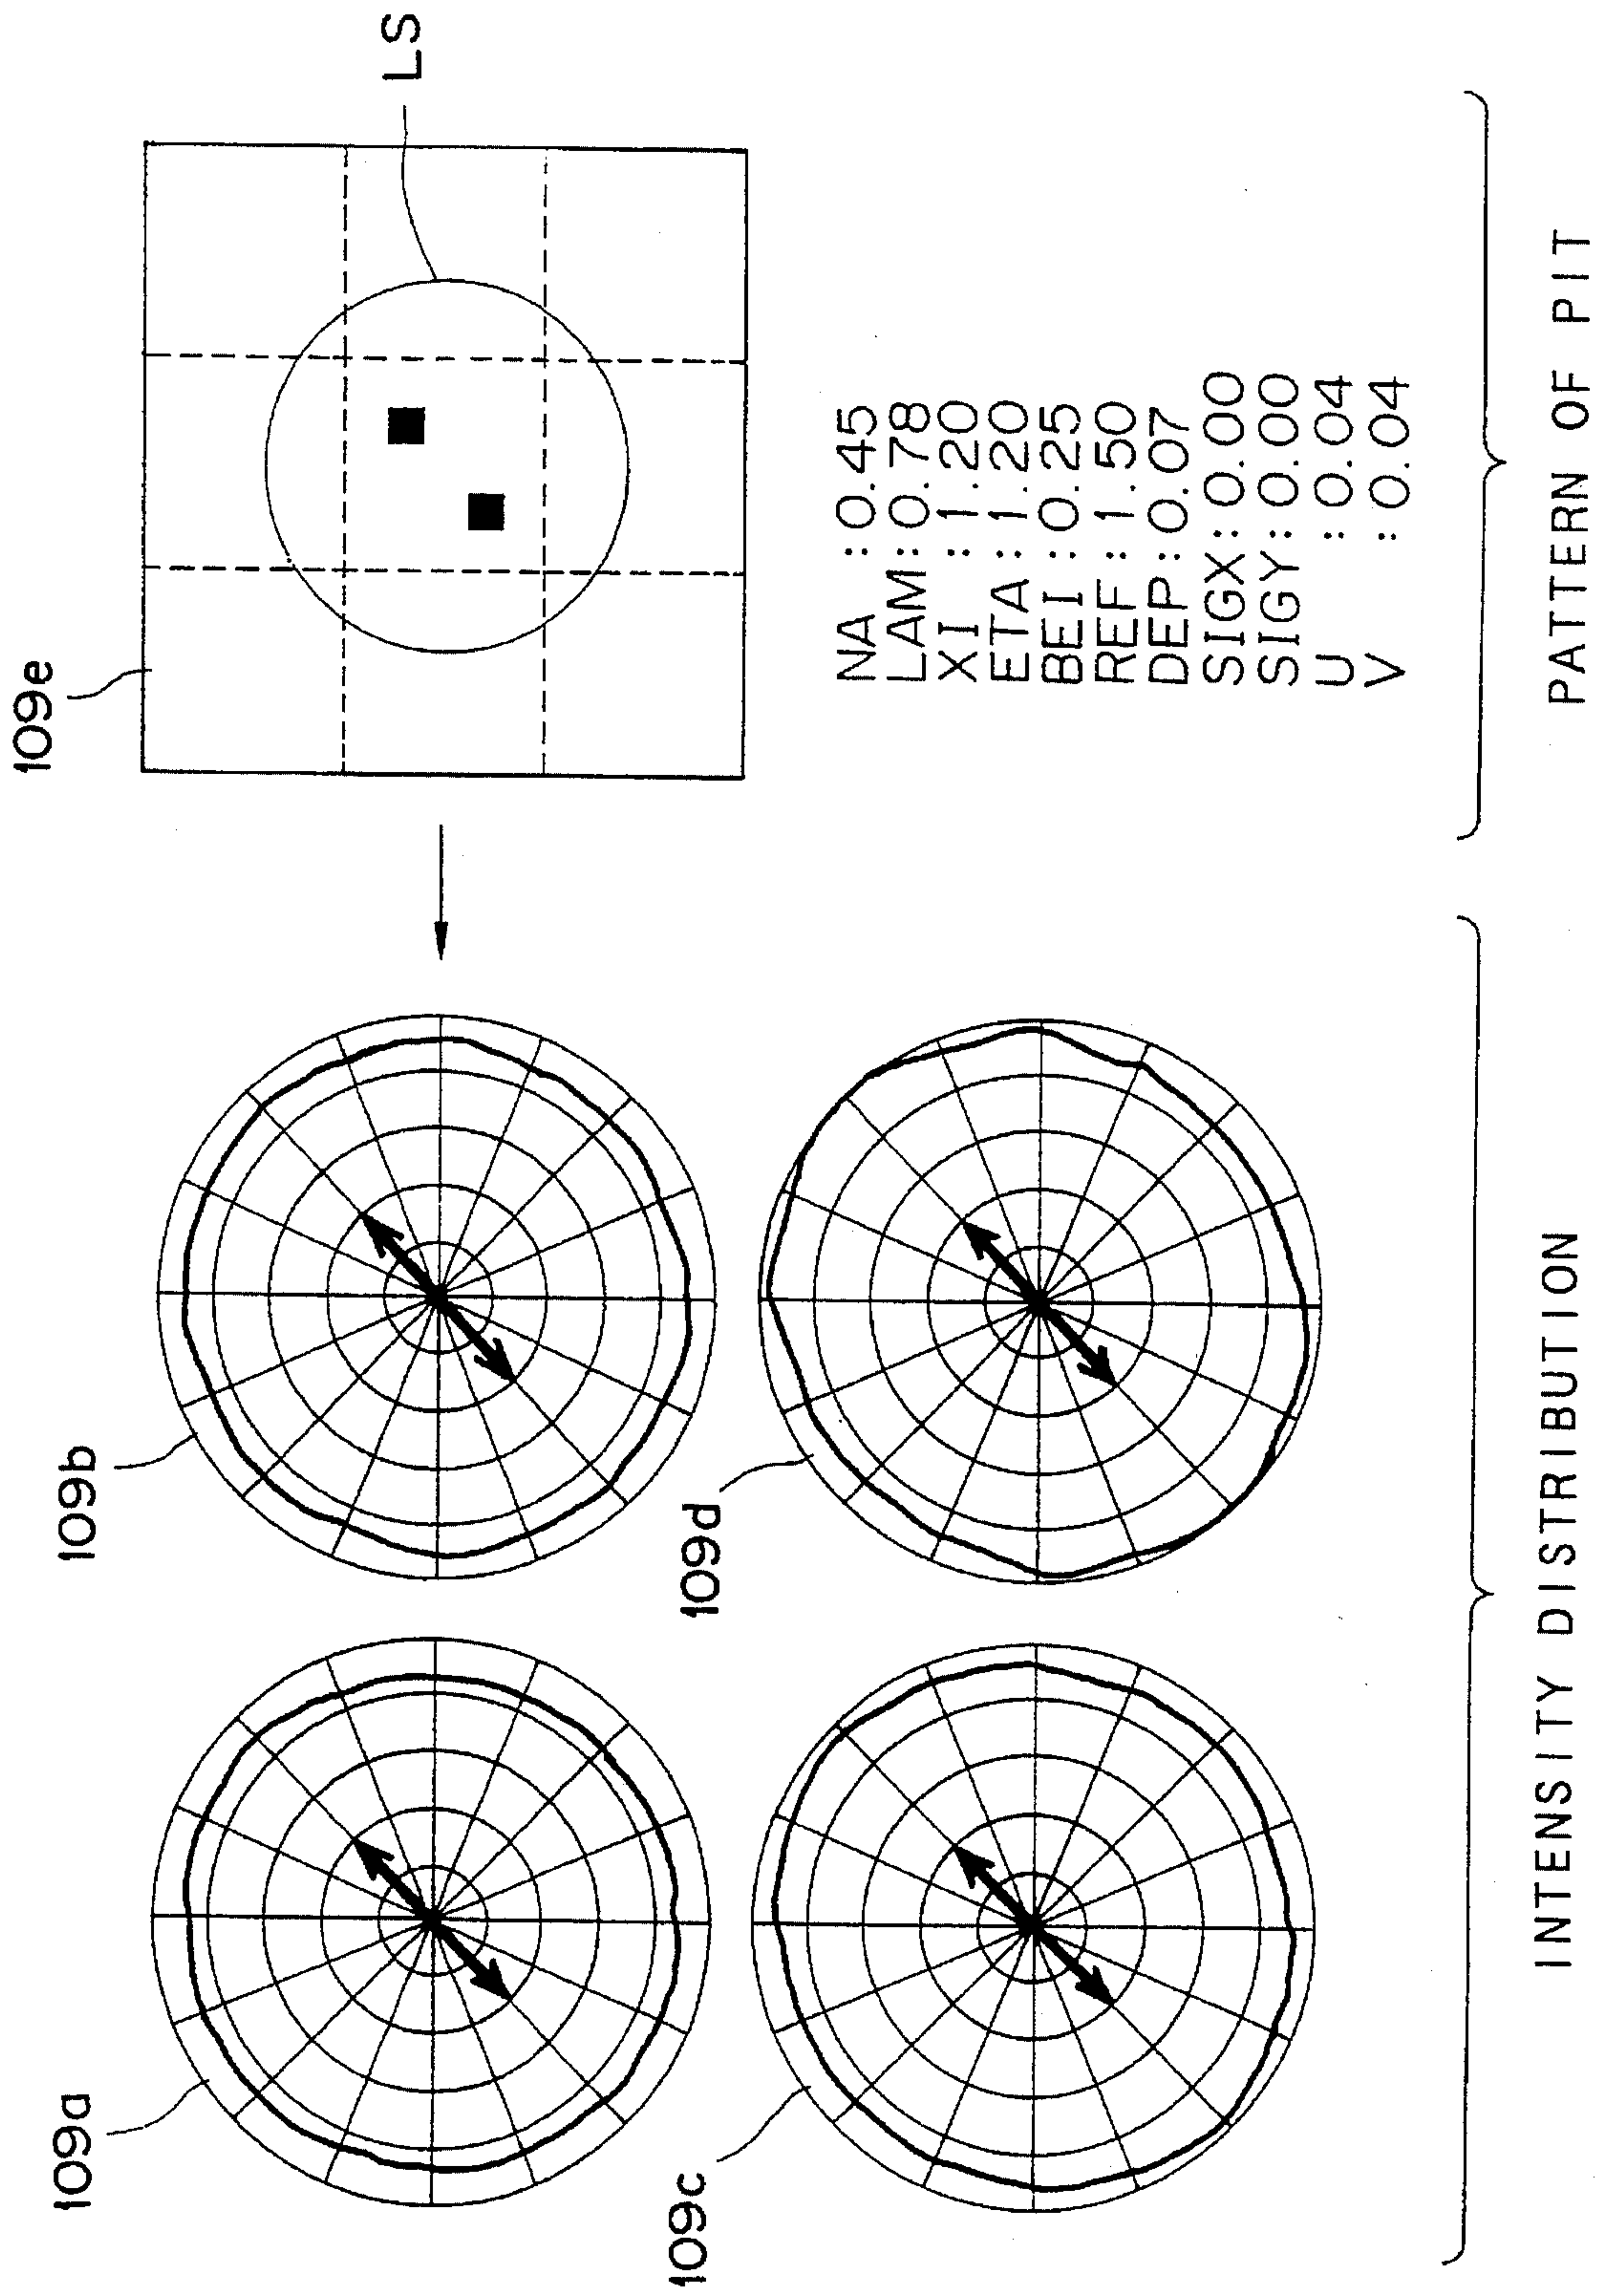 109a
109b
109c
109d
109e
LS
NA :0.45
LAM:0.78
XI :1.20
ETA:1.20
BEI:0.25
REF:1.50
DEP:0.07
SIGX:0.00
SIGY:0.00
U :0.04
V :0.04
INTENSITY DISTRIBUTION
PATTERN OF PIT